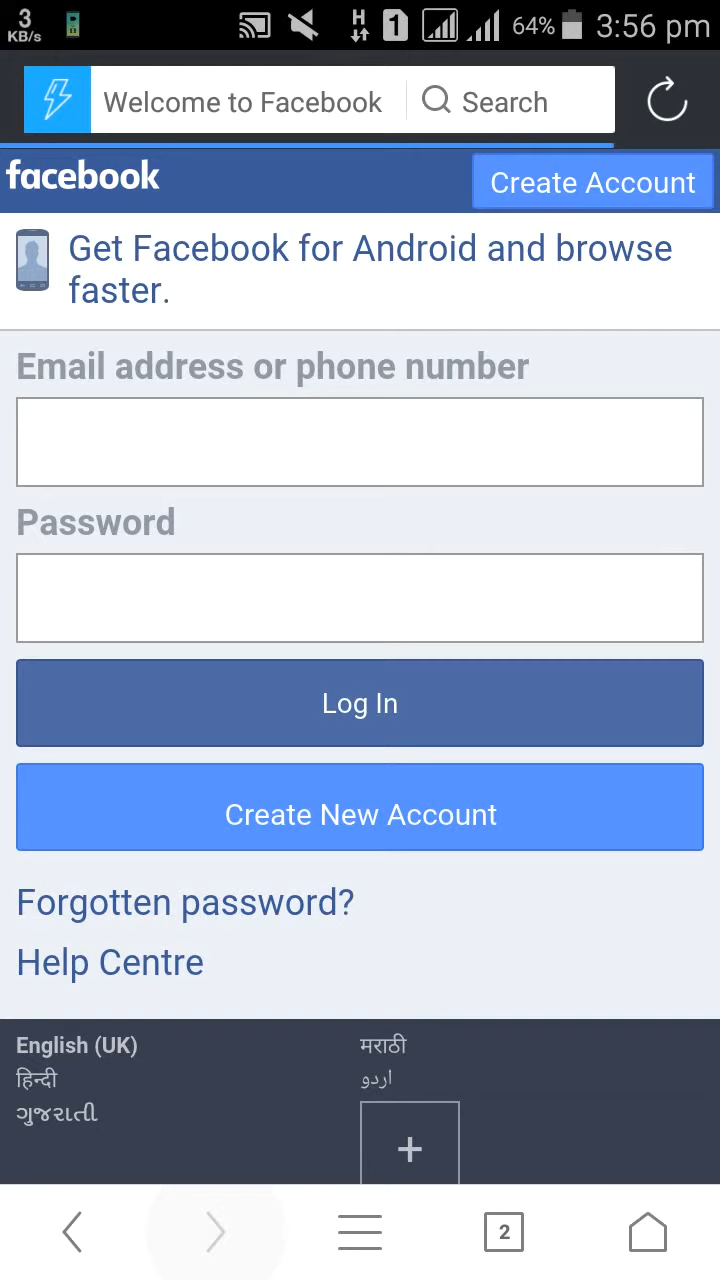 3
KB/s
H
1
64%
3:56 pm
Welcome to Facebook
Search
facebook
Create Account
Get Facebook for Android and browse
faster.
Email address or phone number
Password
Log In
Create New Account
Forgotten password?
Help Centre
English (UK)
मराठी
हिन्दी
اردو
ગુજરાતી
+
2